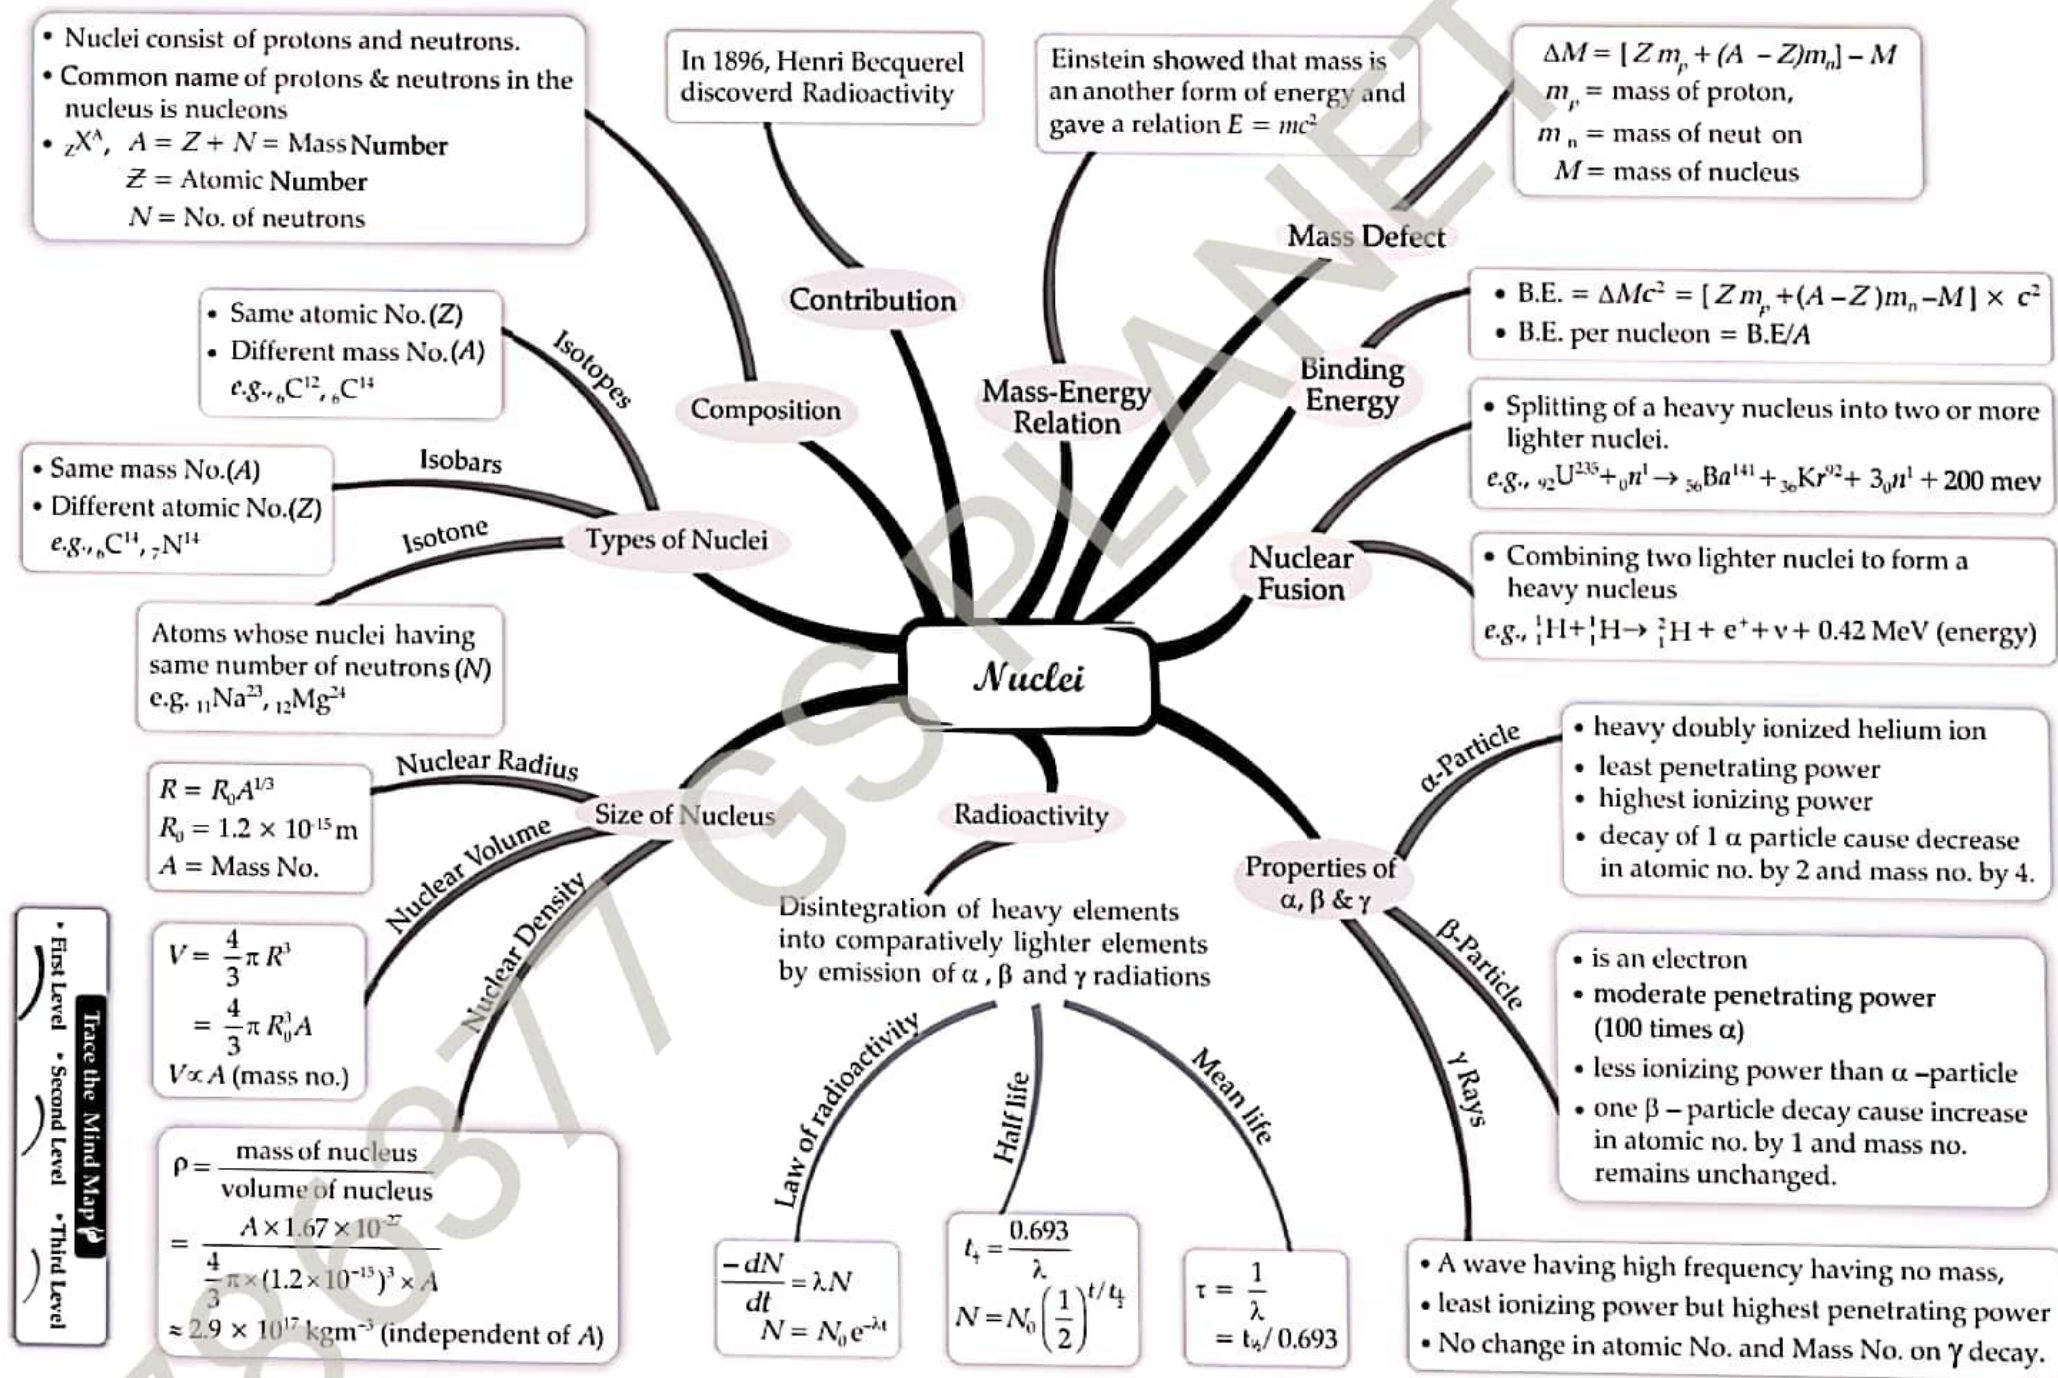 • Nuclei consist of protons and neutrons.
• Common name of protons & neutrons in the
nucleus is nucleons
• ZXᴬ, A = Z + N = Mass Number
Z = Atomic Number
N = No. of neutrons
In 1896, Henri Becquerel
discoverd Radioactivity
Einstein showed that mass is
an another form of energy and
gave a relation E = mc²
ΔM = [Z mₚ + (A – Z)mₙ] – M
mₚ = mass of proton,
mₙ = mass of neut on
M = mass of nucleus
Composition
Contribution
Mass-Energy
Relation
Mass Defect
Binding
Energy
• B.E. = ΔMc² = [Z mₚ +(A –Z)mₙ–M] × c²
• B.E. per nucleon = B.E/A
Isotopes
• Same atomic No.(Z)
• Different mass No.(A)
e.g., ₆C¹², ₆C¹⁴
Isobars
• Same mass No.(A)
• Different atomic No.(Z)
e.g., ₆C¹⁴, ₇N¹⁴
Isotone
Types of Nuclei
Atoms whose nuclei having
same number of neutrons (N)
e.g. ₁₁Na²³, ₁₂Mg²⁴
Nuclear
Fusion
• Splitting of a heavy nucleus into two or more
lighter nuclei.
e.g., ₉₂U²³⁵+ ₀n¹ → ₅₆Ba¹⁴¹ + ₃₆Kr⁹² + 3₀n¹ + 200 mev
• Combining two lighter nuclei to form a
heavy nucleus
e.g., ¹₁H+¹₁H→ ²₁H + e⁺ + ν + 0.42 MeV (energy)
Nuclei
Nuclear Radius
R = R₀A¹ᐟ³
R₀ = 1.2 × 10⁻¹⁵ m
A = Mass No.
Size of Nucleus
Nuclear Volume
V = 4/3 π R³
= 4/3 π R₀³A
V ∝ A (mass no.)
Nuclear Density
ρ = mass of nucleus / volume of nucleus
= A × 1.67 × 10⁻²⁷ / 4/3 π × (1.2 × 10⁻¹⁵)³ × A
≈ 2.9 × 10¹⁷ kgm⁻³ (independent of A)
Radioactivity
Disintegration of heavy elements
into comparatively lighter elements
by emission of α , β and γ radiations
Law of radioactivity
–dN/dt = λN
N = N₀ e^–λt
Half life
t½ = 0.693/λ
N = N₀ (1/2)^t/t½
Mean life
τ = 1/λ
= t½/ 0.693
Properties of
α, β & γ
α-Particle
• heavy doubly ionized helium ion
• least penetrating power
• highest ionizing power
• decay of 1 α particle cause decrease
in atomic no. by 2 and mass no. by 4.
β-Particle
• is an electron
• moderate penetrating power
(100 times α)
• less ionizing power than α –particle
• one β – particle decay cause increase
in atomic no. by 1 and mass no.
remains unchanged.
γ Rays
• A wave having high frequency having no mass,
• least ionizing power but highest penetrating power
• No change in atomic No. and Mass No. on γ decay.
Trace the Mind Map
• First Level • Second Level • Third Level
786377 GS PLANET